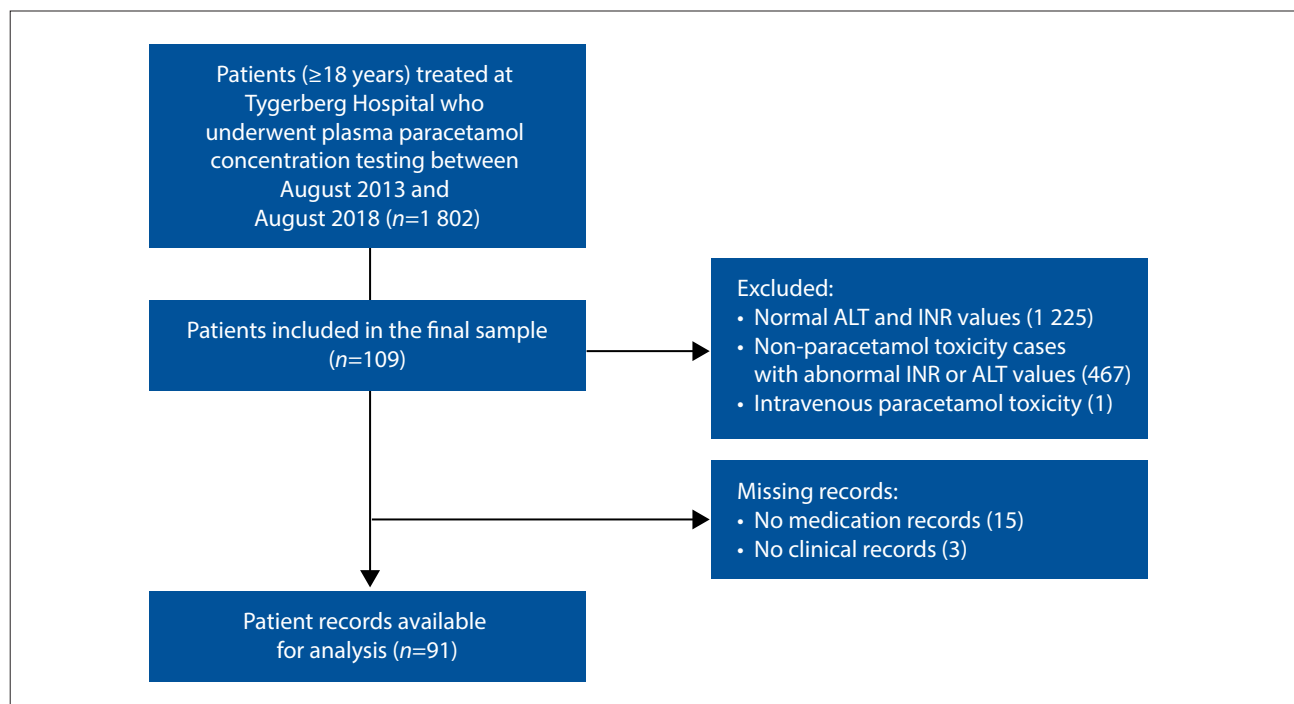 Patients (≥18 years) treated at
Tygerberg Hospital who
underwent plasma paracetamol
concentration testing between
August 2013 and
August 2018 (n=1 802)
Patients included in the final sample
(n=109)
Excluded:
• Normal ALT and INR values (1 225)
• Non-paracetamol toxicity cases
with abnormal INR or ALT values (467)
• Intravenous paracetamol toxicity (1)
Missing records:
• No medication records (15)
• No clinical records (3)
Patient records available
for analysis (n=91)